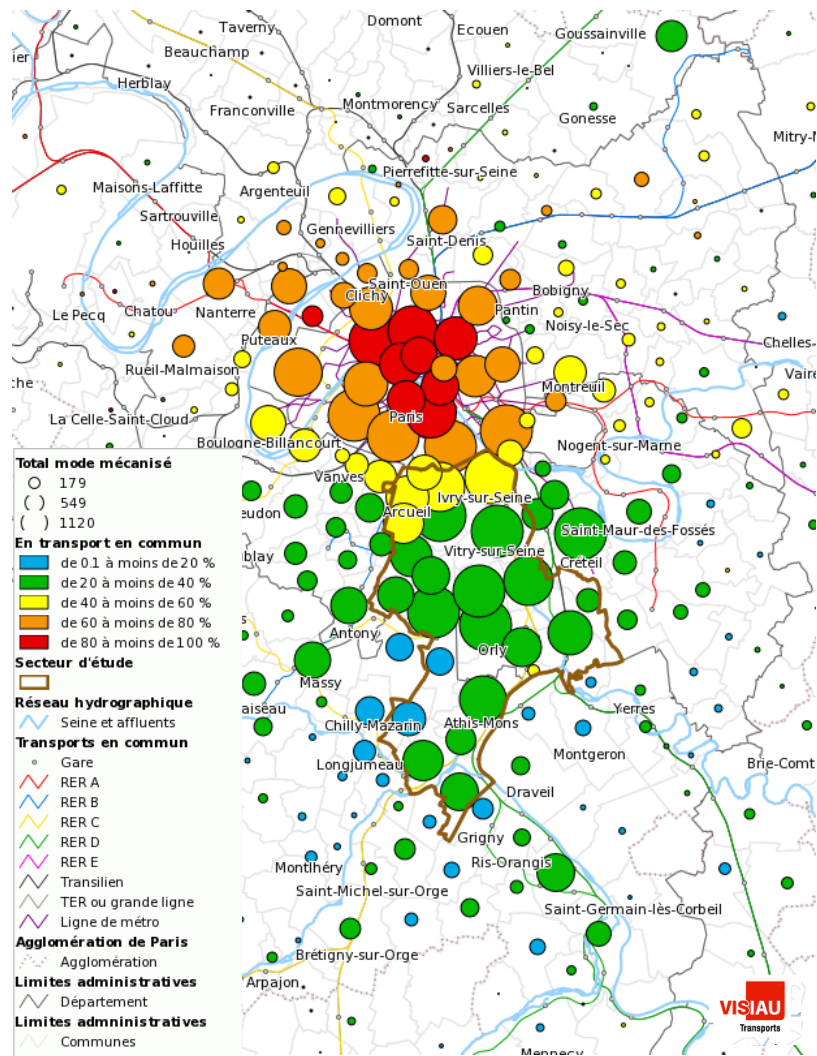 Taverny
Domont
Ecouen
Goussainville
ier
Beauchamp
Villiers-le-Bel
Herblay
Montmorency
Sarcelles
Franconville
Gonesse
Mitry-M
Pierrefitte-sur-Seine
Maisons-Laffitte
Argenteuil
Sartrouville
Gennevilliers
Houilles
Saint-Denis
Saint-Ouen
Clichy
Bobigny
Le Pecq
Chatou
Nanterre
Pantin
Noisy-le-Sec
Puteaux
Chelles-
Rueil-Malmaison
Vaire
che
Montreuil
La Celle-Saint-Cloud
Paris
Boulogne-Billancourt
Nogent-sur-Marne
Vanves
Ivry-sur-Seine
eudon
Arcueil
Saint-Maur-des-Fossés
Vitry-sur-Seine
blay
Créteil
s
Antony
Orly
Massy
aiseau
Yerres
Chilly-Mazarin
Athis-Mons
Montgeron
Longjumeau
Brie-Comt
Draveil
Grigny
Montlhéry
Ris-Orangis
Saint-Michel-sur-Orge
Saint-Germain-lès-Corbeil
Brétigny-sur-Orge
Arpajon
Mennecy
Total mode mécanisé
179
549
1120
En transport en commun
de 0.1 à moins de 20 %
de 20 à moins de 40 %
de 40 à moins de 60 %
de 60 à moins de 80 %
de 80 à moins de 100 %
Secteur d'étude
Réseau hydrographique
Seine et affluents
Transports en commun
Gare
RER A
RER B
RER C
RER D
RER E
Transilien
TER ou grande ligne
Ligne de métro
Agglomération de Paris
Agglomération
Limites administratives
Département
Limites admninistratives
Communes
VISIAU
Transports